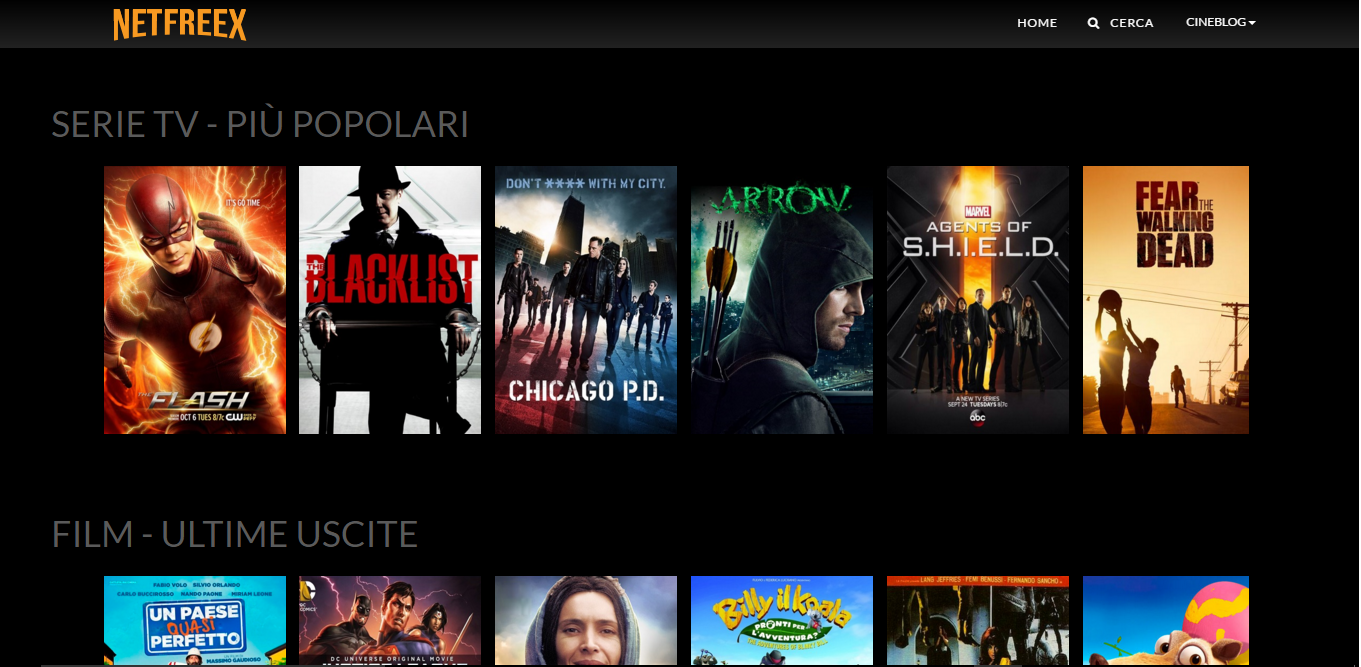 NETFREEX
HOME
CERCA
CINEBLOG
SERIE TV - PIÙ POPOLARI
IT'S GO TIME
THE
FLASH
OCT 6 TUES 8/7c CW
THE
BLACKLIST
DON'T **** WITH MY CITY.
CHICAGO P.D.
ARROW
MARVEL
AGENTS OF
S.H.I.E.L.D.
A NEW TV SERIES
SEPT 24 TUESDAYS 8|7c
abc
FEAR THE
WALKING
DEAD
FILM - ULTIME USCITE
FABIO VOLO SILVIO ORLANDO
CARLO BUCCIROSSO NANDO PAONE MIRIAM LEONE
UN PAESE
QUASI
PERFETTO
MASSIMO GAUDIOSO
DC
COMICS
DC UNIVERSE ORIGINAL MOVIE
Billy il koala
PRONTI PER
L'AVVENTURA?
LANG JEFFRIES FEMI BENUSSI FERNANDO SANCHO